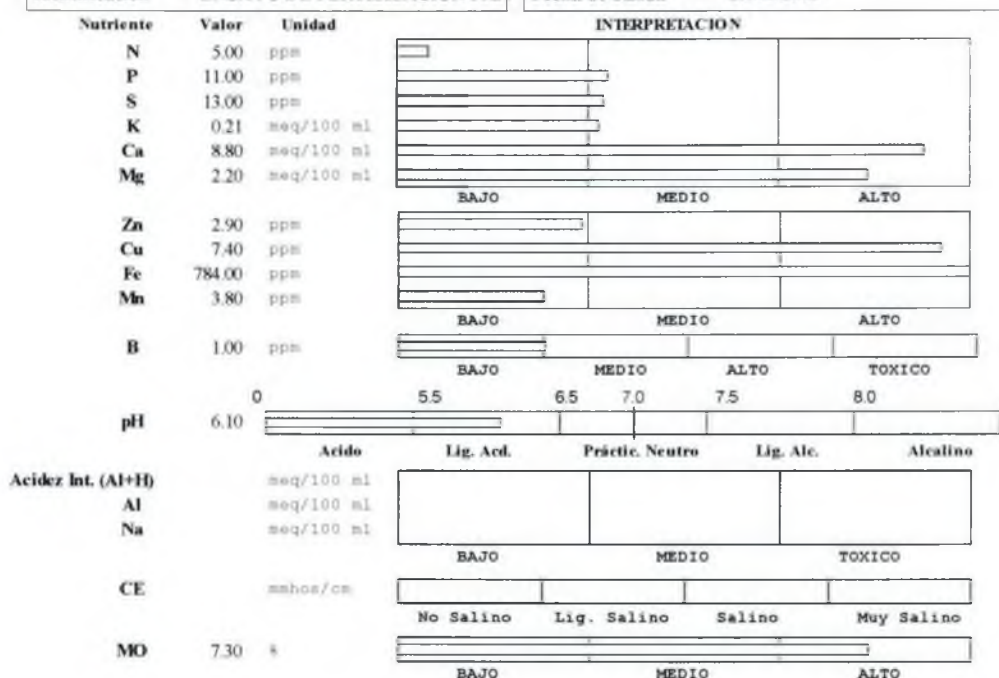 Nutriente Valor Unidad INTERPRETACION
N 5.00 ppm
P 11.00 ppm
S 13.00 ppm
K 0.21 meq/100 ml
Ca 8.80 meq/100 ml
Mg 2.20 meq/100 ml
BAJO MEDIO ALTO
Zn 2.90 ppm
Cu 7.40 ppm
Fe 784.00 ppm
Mn 3.80 ppm
BAJO MEDIO ALTO
B 1.00 ppm
BAJO MEDIO ALTO TOXICO
0 5.5 6.5 7.0 7.5 8.0
pH 6.10
Acido Lig. Acd. Práctic. Neutro Lig. Alc. Alcalino
Acidez Int. (Al+H) meq/100 ml
Al meq/100 ml
Na meq/100 ml
BAJO MEDIO TOXICO
CE mmhos/cm
No Salino Lig. Salino Salino Muy Salino
MO 7.30 %
BAJO MEDIO ALTO